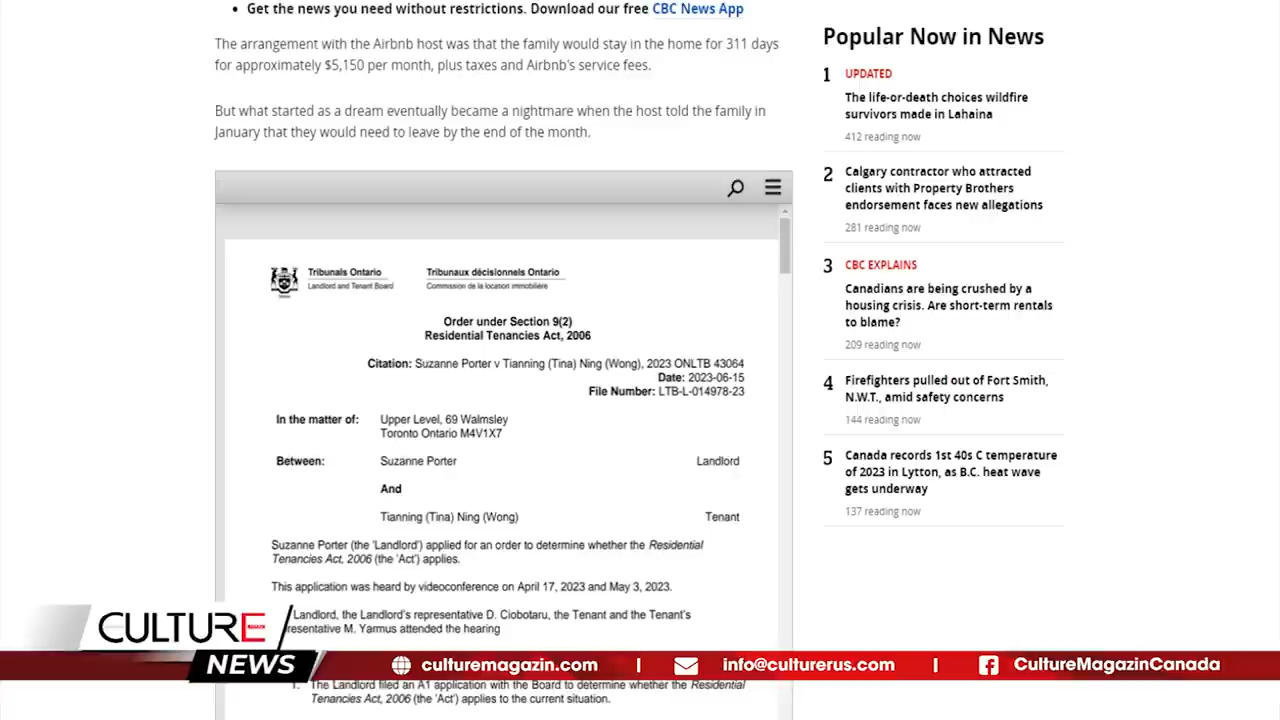 Get the news you need without restrictions. Download our free CBC News App
The arrangement with the Airbnb host was that the family would stay in the home for 311 days
for approximately $5,150 per month, plus taxes and Airbnb's service fees.
But what started as a dream eventually became a nightmare when the host told the family in
January that they would need to leave by the end of the month.
Tribunals Ontario
Landlord and Tenant Board
Tribunaux décisionnels Ontario
Commission de la location immobilière
Order under Section 9(2)
Residential Tenancies Act, 2006
Citation: Suzanne Porter v Tianning (Tina) Ning (Wong), 2023 ONLTB 43064
Date: 2023-06-15
File Number: LTB-L-014978-23
In the matter of: Upper Level, 69 Walmsley
Toronto Ontario M4V1X7
Between: Suzanne Porter Landlord
And
Tianning (Tina) Ning (Wong) Tenant
Suzanne Porter (the 'Landlord') applied for an order to determine whether the Residential
Tenancies Act, 2006 (the 'Act') applies.
This application was heard by videoconference on April 17, 2023 and May 3, 2023.
Landlord, the Landlord's representative D. Ciobotaru, the Tenant and the Tenant's
M. Yarmus attended the hearing
1. The Landlord filed an A1 application with the Board to determine whether the Residential
Tenancies Act, 2006 (the 'Act') applies to the current situation.
Popular Now in News
1 UPDATED
The life-or-death choices wildfire
survivors made in Lahaina
412 reading now
2 Calgary contractor who attracted
clients with Property Brothers
endorsement faces new allegations
281 reading now
3 CBC EXPLAINS
Canadians are being crushed by a
housing crisis. Are short-term rentals
to blame?
209 reading now
4 Firefighters pulled out of Fort Smith,
N.W.T., amid safety concerns
144 reading now
5 Canada records 1st 40s C temperature
of 2023 in Lytton, as B.C. heat wave
gets underway
137 reading now
CULTURE
NEWS
culturemagazin.com | info@culturerus.com | CultureMagazinCanada